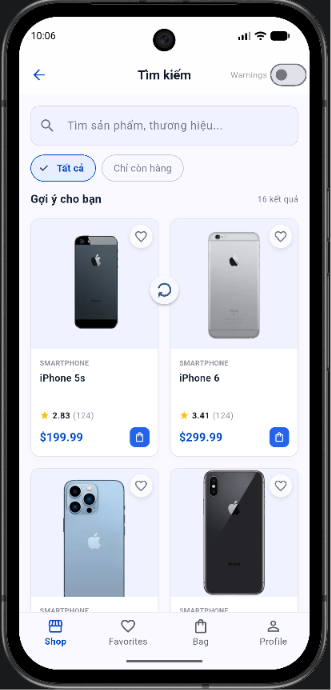 10:06
Tìm kiếm
Warnings
Tìm sản phẩm, thương hiệu...
Tất cả
Chỉ còn hàng
Gợi ý cho bạn
16 kết quả
SMARTPHONE
iPhone 5s
2.83 (124)
$199.99
SMARTPHONE
iPhone 6
3.41 (124)
$299.99
SMARTPHONE
SMARTPHONE
Shop
Favorites
Bag
Profile